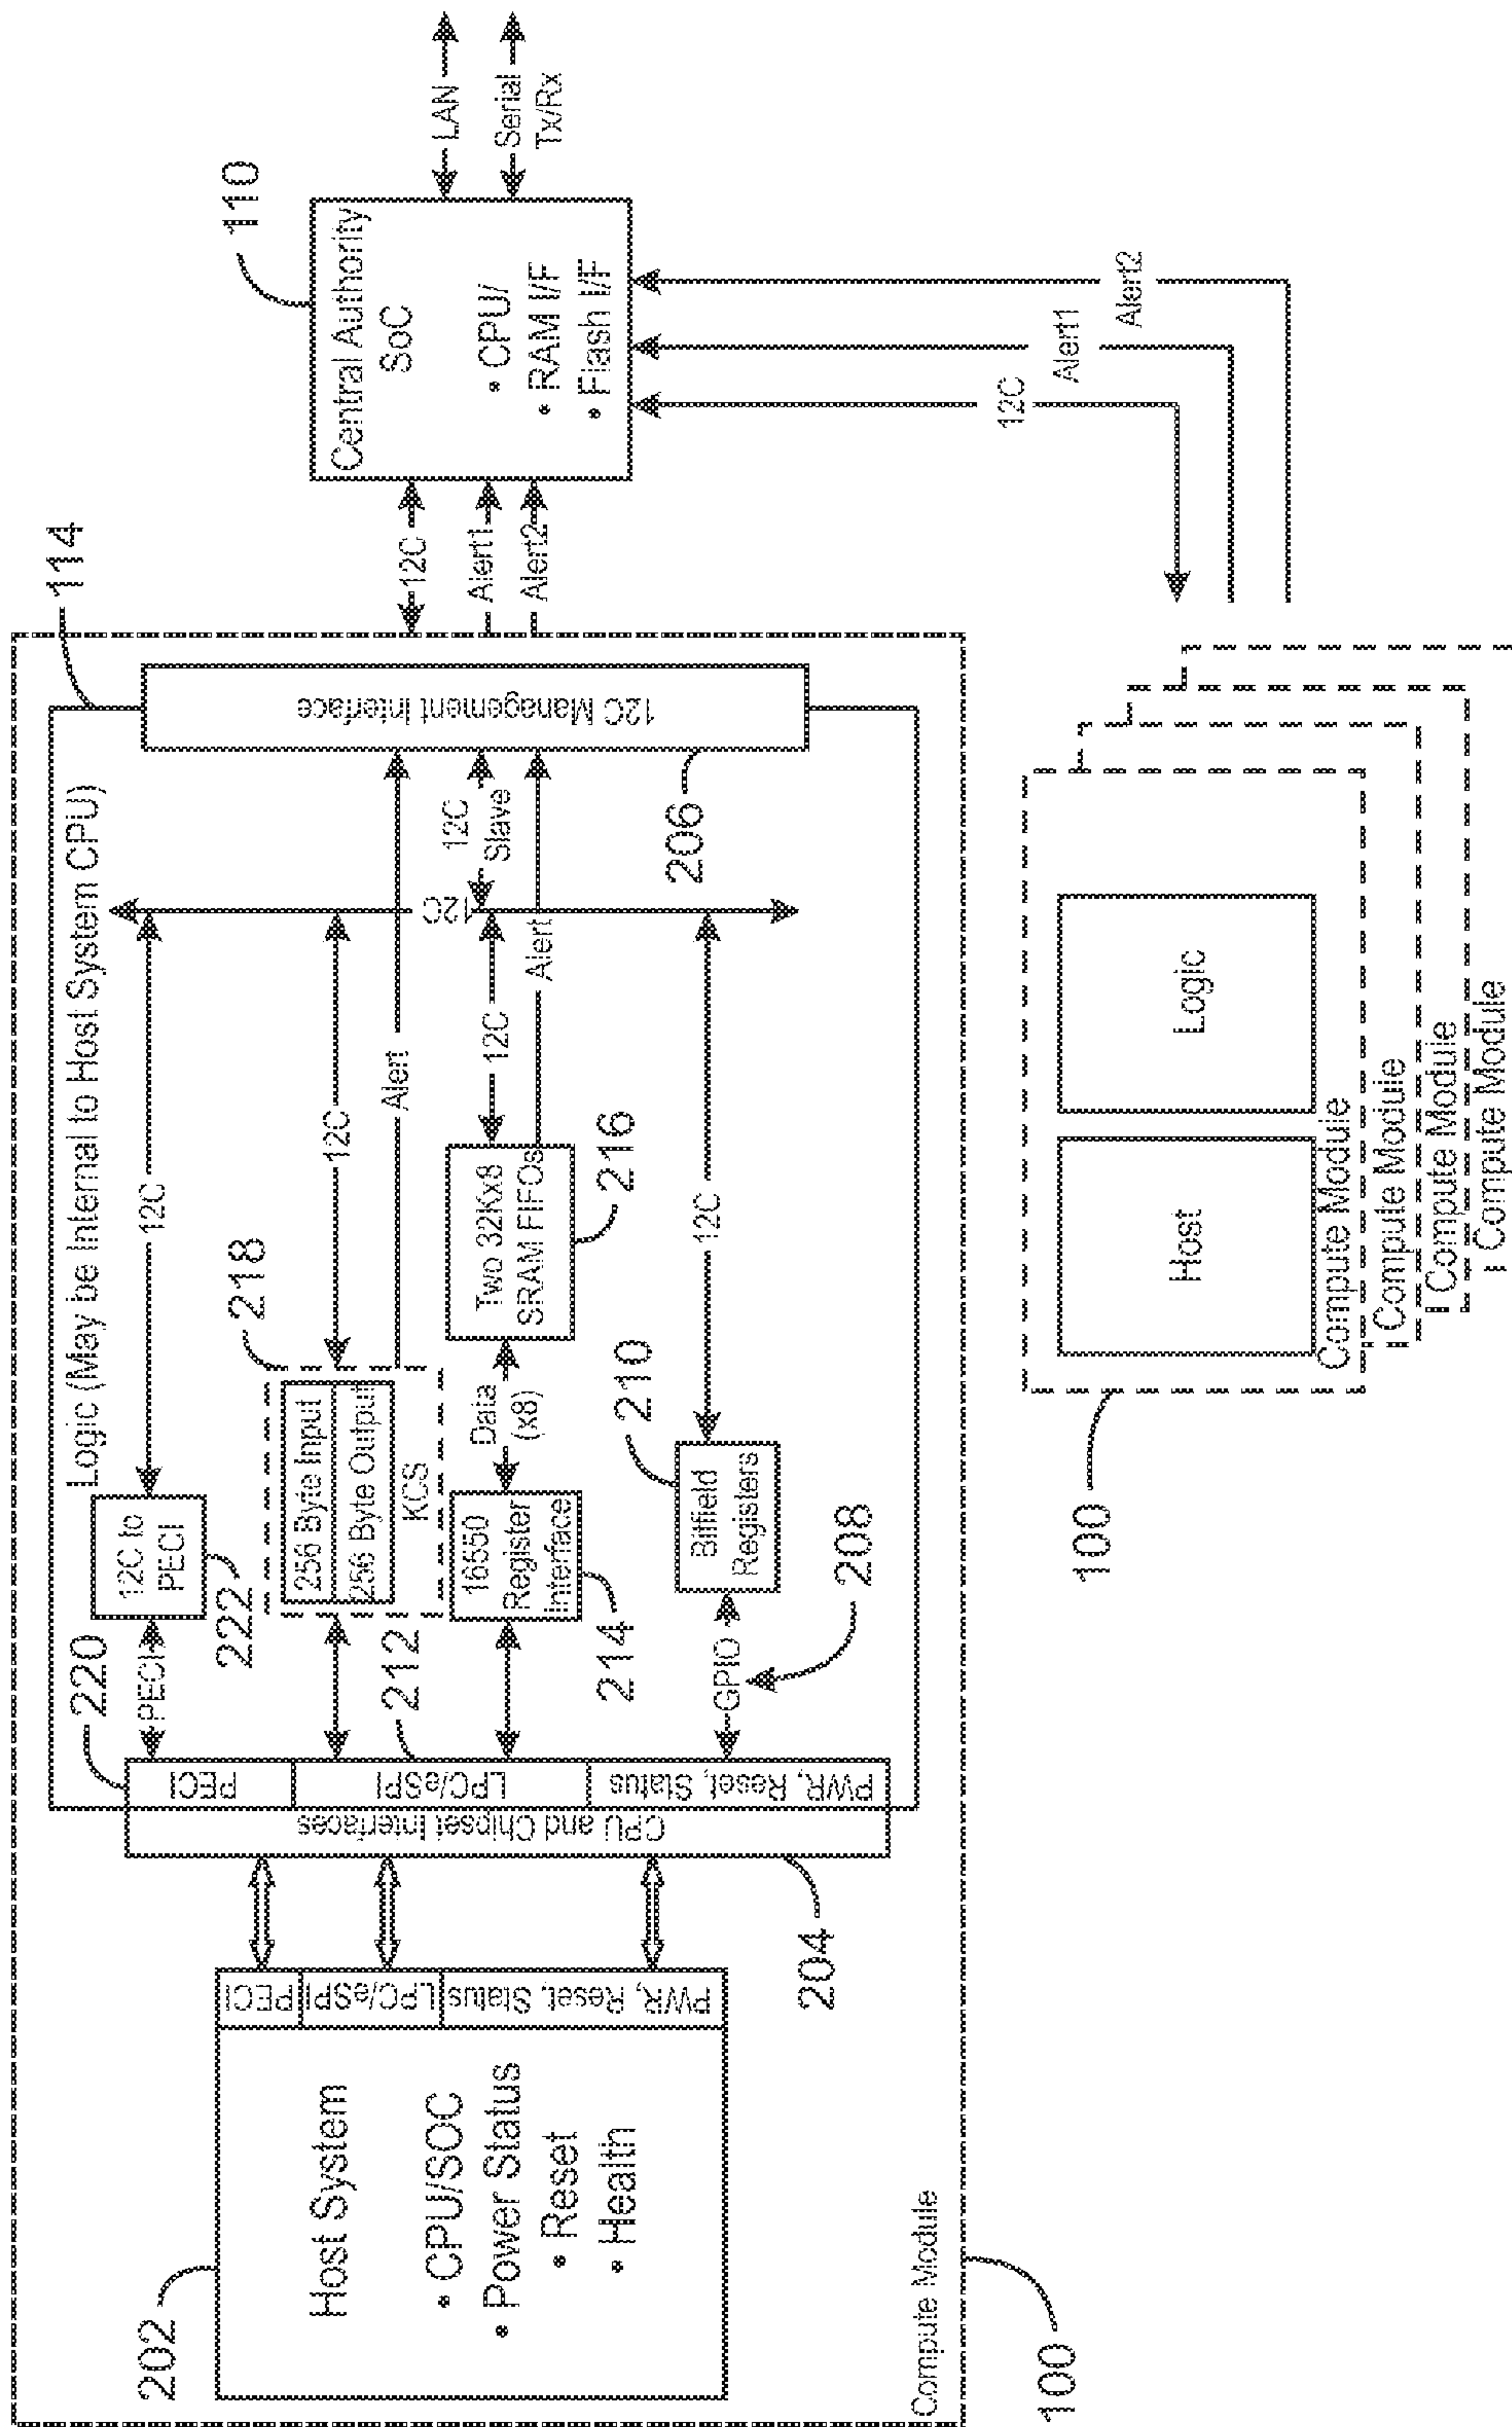 114
110
Logic (May be Internal to Host System CPU)
220
PECI
12C to
PECI
222
12C
218
256 Byte Input
256 Byte Output
KCS
12C
Alert
212
16550
Register
Interface
214
Data
(x8)
Two 32Kx8
SRAM FIFOs
216
12C
Alert
12C
12C
Slave
12C Management Interface
206
GPIO
208
210
Bitfield
Registers
12C
PECI
LPC/eSPI
PWR, Reset, Status
CPU and Chipset Interfaces
204
202
Host System
• CPU/SOC
• Power Status
• Reset
• Health
PECI
LPC/eSPI
PWR, Reset, Status
Compute Module
100
12C
Alert1
Alert2
Central Authority
SoC
• CPU/
• RAM I/F
• Flash I/F
LAN
Serial
Tx/Rx
12C
Alert1
Alert2
100
Host
Logic
Compute Module
Compute Module
Compute Module
Compute Module